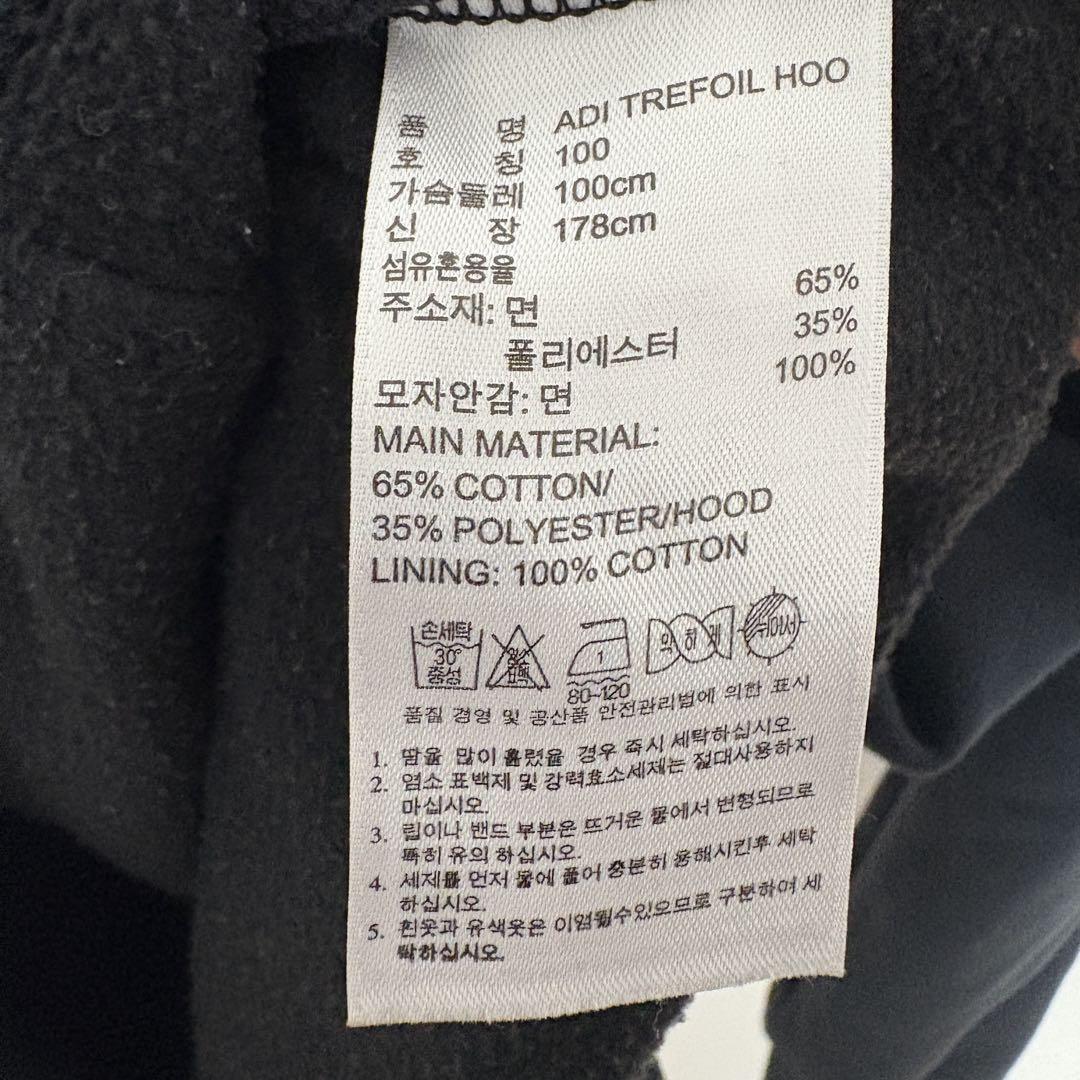 품 명 ADI TREFOIL HOO
호 칭 100
가슴둘레 100cm
신 장 178cm
섬유혼용율
주소재: 면 65%
폴리에스터 35%
모자안감: 면 100%
MAIN MATERIAL:
65% COTTON/
35% POLYESTER/HOOD
LINING: 100% COTTON
손세탁
30°
중성
1
80~120
약하게
뉘어서
품질 경영 및 공산품 안전관리법에 의한 표시
1. 땀을 많이 흘렸을 경우 즉시 세탁하십시오.
2. 염소 표백제 및 강력효소세제는 절대사용하지
마십시오.
3. 립이나 밴드 부분은 뜨거운 물에서 변형되므로
특히 유의 하십시오.
4. 세제를 먼저 물에 풀어 충분히 용해시킨후 세탁
하십시오.
5. 흰옷과 유색옷은 이염될수있으므로 구분하여 세
탁하십시오.